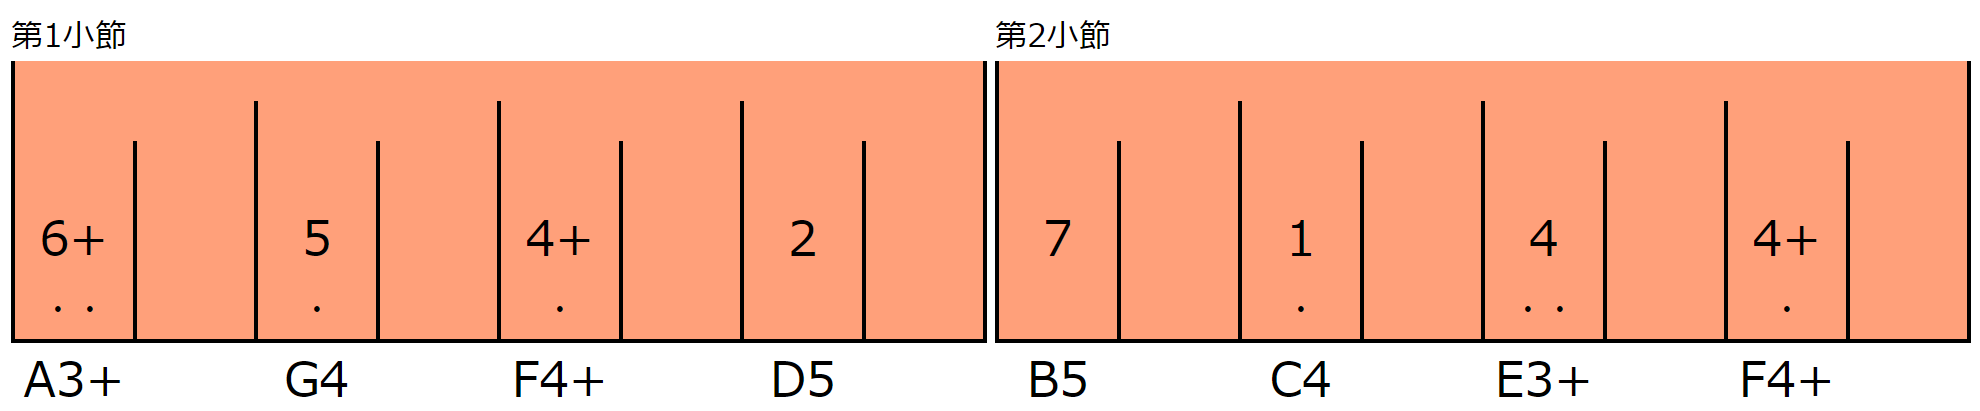 第1小節 第2小節
6+ 5 4+ 2 7 1 4 4+
. . . . . . . .
A3+ G4 F4+ D5 B5 C4 E3+ F4+